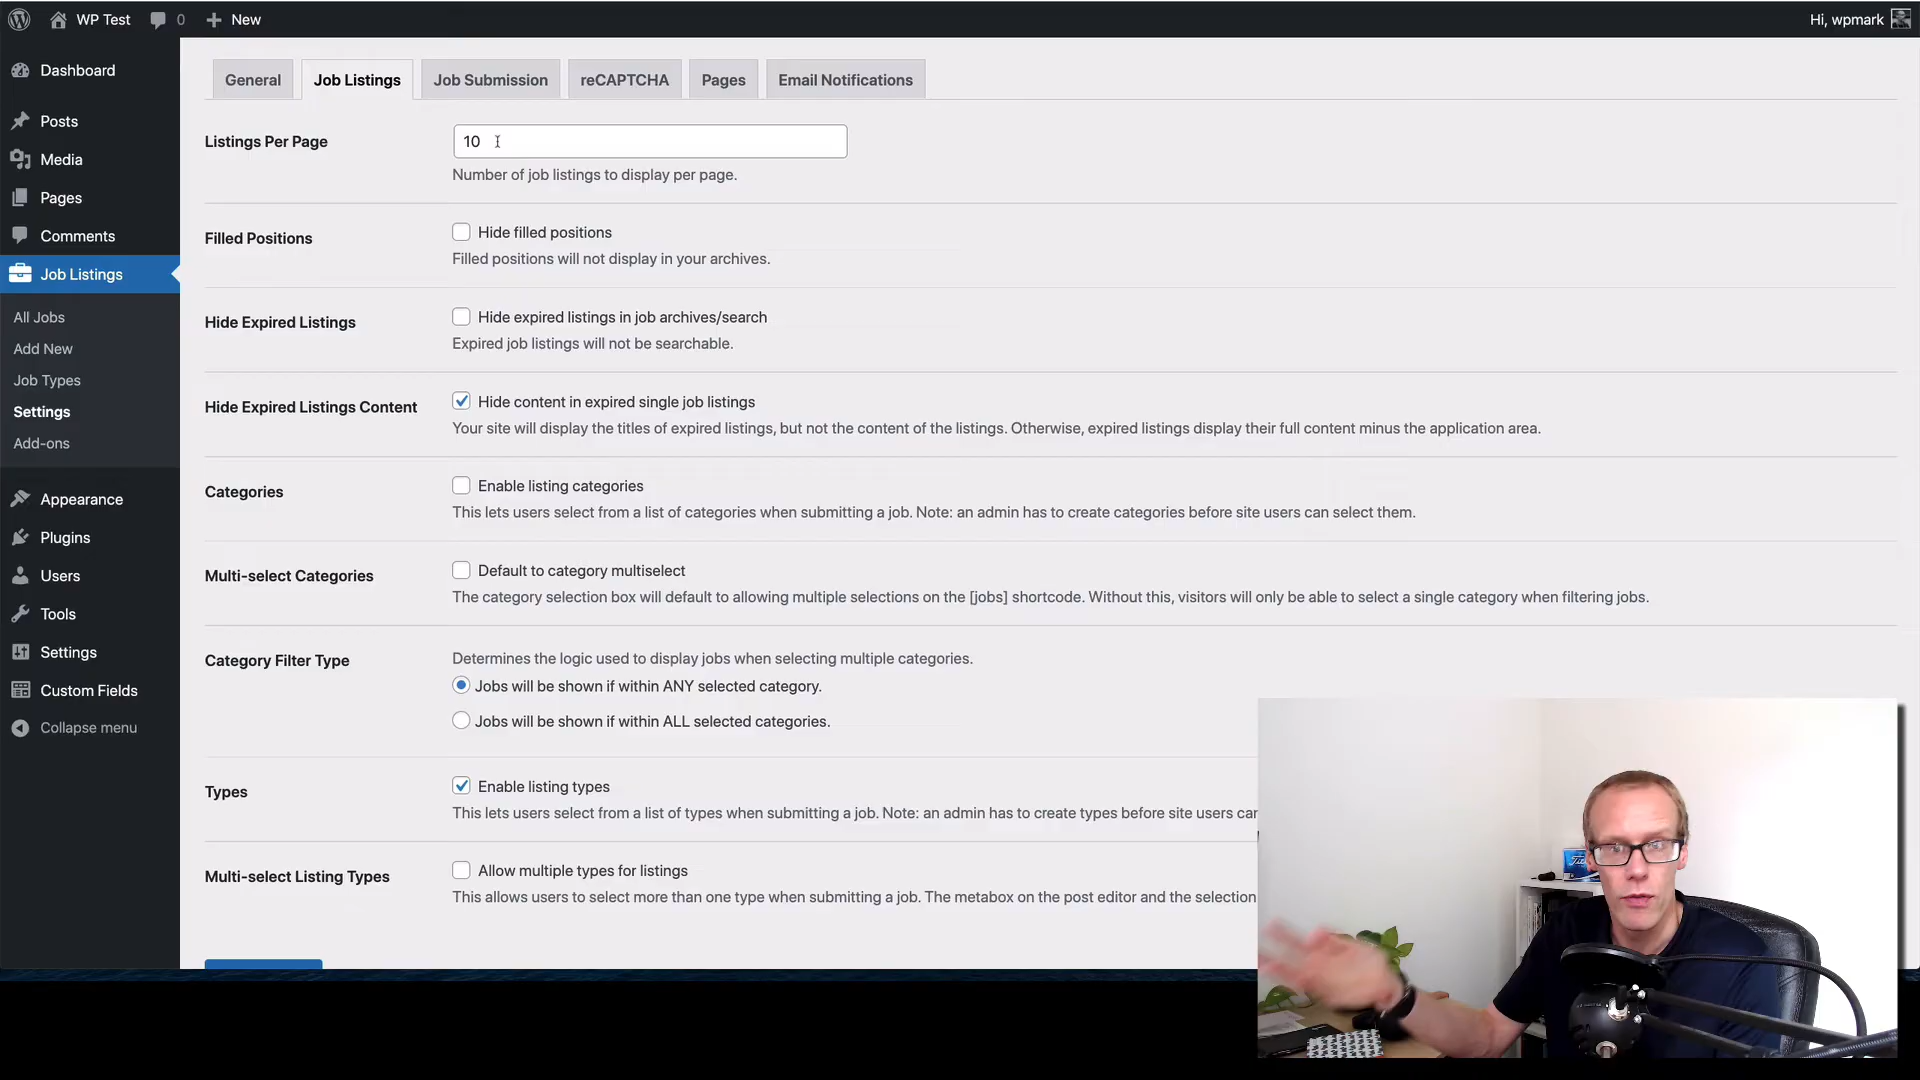 WP Test
0
New
Hi, wpmark
Dashboard
Posts
Media
Pages
Comments
Job Listings
All Jobs
Add New
Job Types
Settings
Add-ons
Appearance
Plugins
Users
Tools
Settings
Custom Fields
Collapse menu
General
Job Listings
Job Submission
reCAPTCHA
Pages
Email Notifications
Listings Per Page
10
Number of job listings to display per page.
Filled Positions
Hide filled positions
Filled positions will not display in your archives.
Hide Expired Listings
Hide expired listings in job archives/search
Expired job listings will not be searchable.
Hide Expired Listings Content
Hide content in expired single job listings
Your site will display the titles of expired listings, but not the content of the listings. Otherwise, expired listings display their full content minus the application area.
Categories
Enable listing categories
This lets users select from a list of categories when submitting a job. Note: an admin has to create categories before site users can select them.
Multi-select Categories
Default to category multiselect
The category selection box will default to allowing multiple selections on the [jobs] shortcode. Without this, visitors will only be able to select a single category when filtering jobs.
Category Filter Type
Determines the logic used to display jobs when selecting multiple categories.
Jobs will be shown if within ANY selected category.
Jobs will be shown if within ALL selected categories.
Types
Enable listing types
This lets users select from a list of types when submitting a job. Note: an admin has to create types before site users can
Multi-select Listing Types
Allow multiple types for listings
This allows users to select more than one type when submitting a job. The metabox on the post editor and the selection